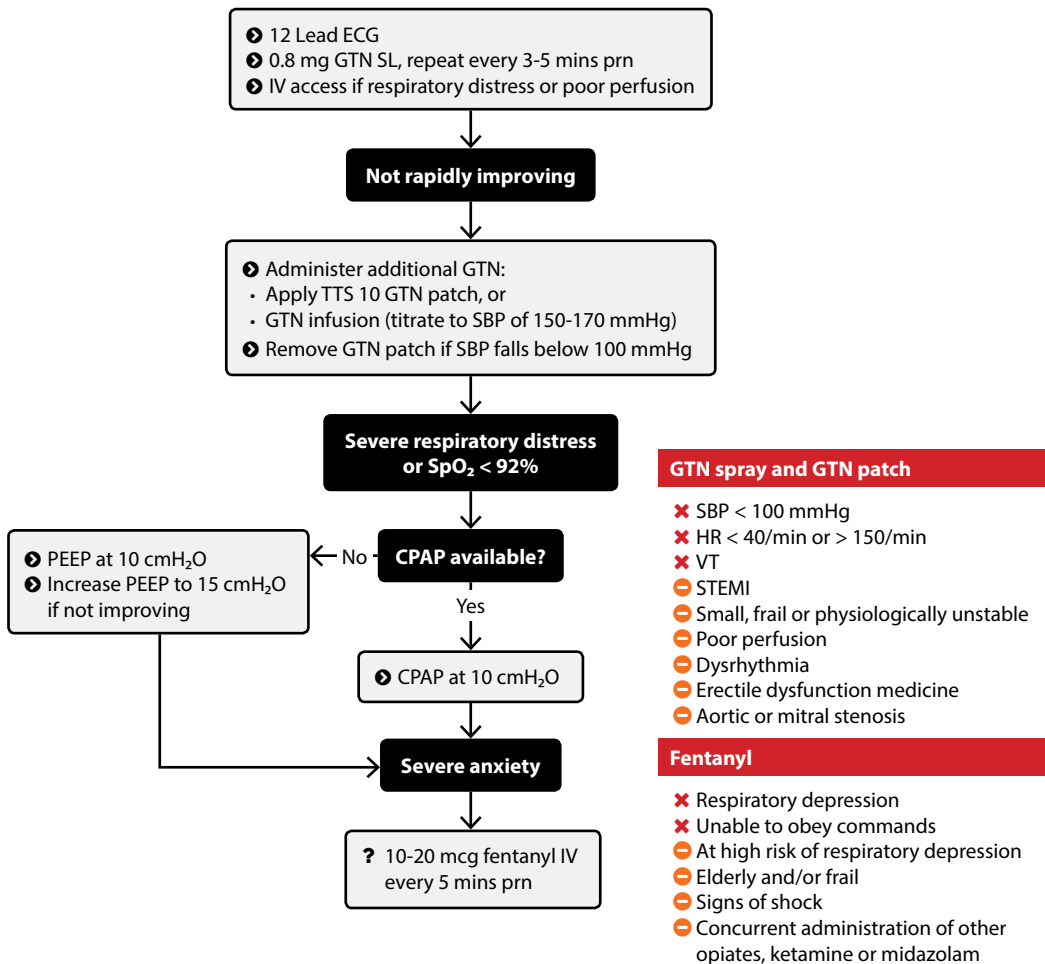 12 Lead ECG
0.8 mg GTN SL, repeat every 3-5 mins prn
IV access if respiratory distress or poor perfusion
Not rapidly improving
Administer additional GTN:
• Apply TTS 10 GTN patch, or
• GTN infusion (titrate to SBP of 150-170 mmHg)
Remove GTN patch if SBP falls below 100 mmHg
Severe respiratory distress
or SpO₂ < 92%
CPAP available?
No
PEEP at 10 cmH₂O
Increase PEEP to 15 cmH₂O
if not improving
Yes
CPAP at 10 cmH₂O
Severe anxiety
? 10-20 mcg fentanyl IV
every 5 mins prn
GTN spray and GTN patch
SBP < 100 mmHg
HR < 40/min or > 150/min
VT
STEMI
Small, frail or physiologically unstable
Poor perfusion
Dysrhythmia
Erectile dysfunction medicine
Aortic or mitral stenosis
Fentanyl
Respiratory depression
Unable to obey commands
At high risk of respiratory depression
Elderly and/or frail
Signs of shock
Concurrent administration of other
opiates, ketamine or midazolam